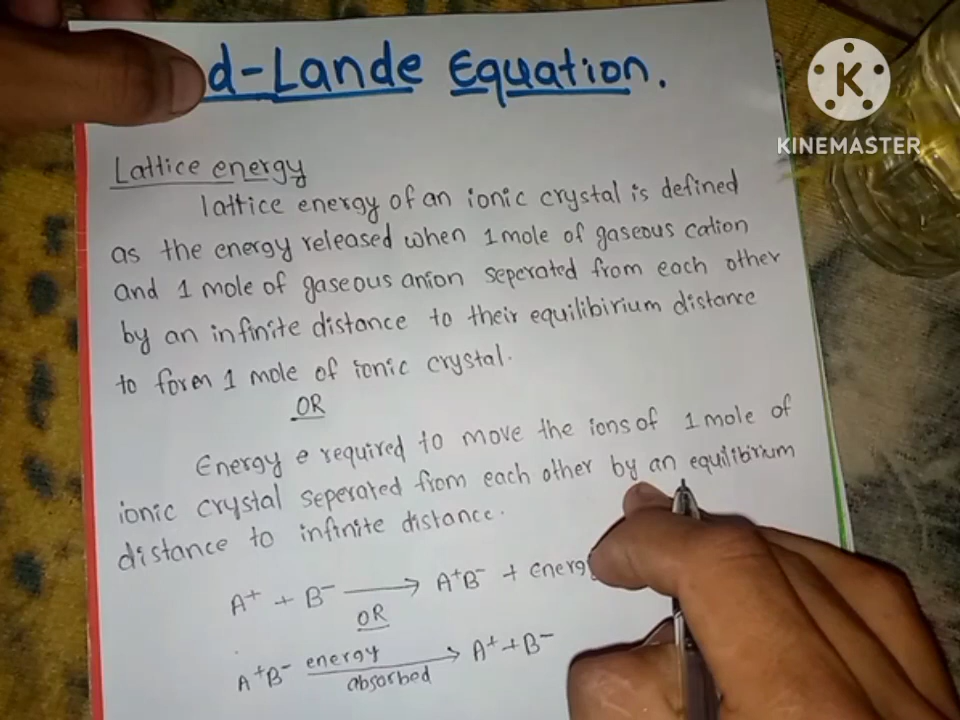 d-Lande Equation.
K
KINEMASTER
Lattice energy
lattice energy of an ionic crystal is defined
as the energy released when 1 mole of gaseous cation
and 1 mole of gaseous anion seperated from each other
by an infinite distance to their equilibirium distance
to form 1 mole of ionic crystal.
OR
Energy e required to move the ions of 1 mole of
ionic crystal seperated from each other by an equilibrium
distance to infinite distance.
A⁺ + B⁻ ⟶ A⁺B⁻ + energy
OR
A⁺B⁻ energy absorbed ⟶ A⁺ + B⁻